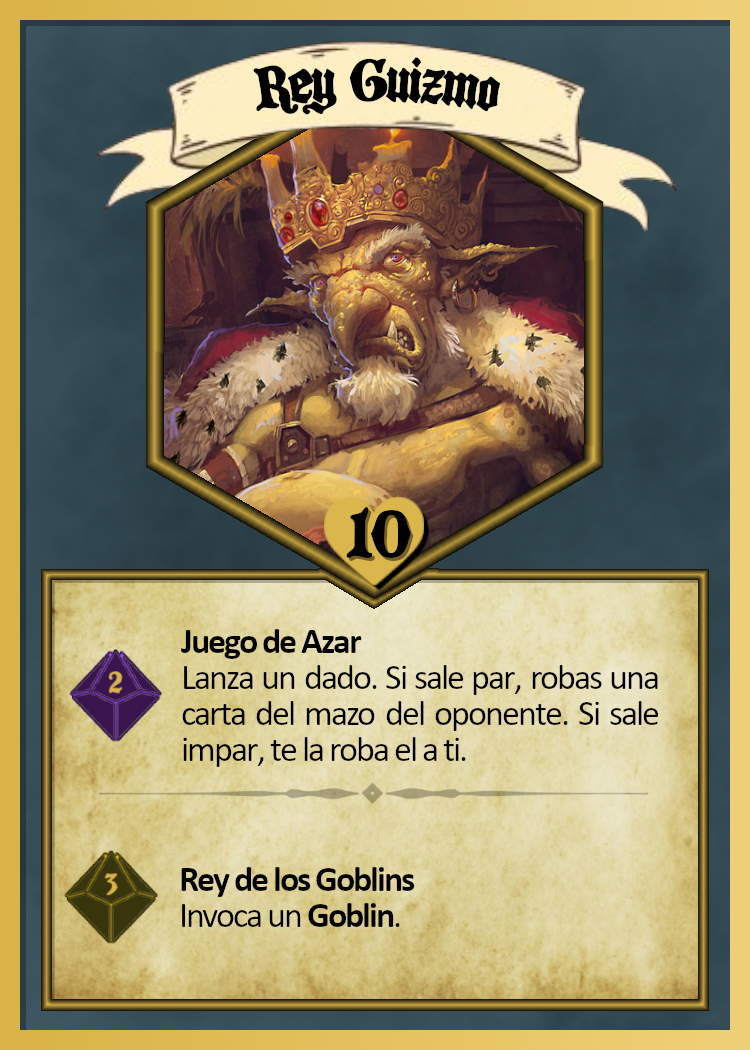 Rey Guizmo
10
Juego de Azar
2
Lanza un dado. Si sale par, robas una
carta del mazo del oponente. Si sale
impar, te la roba el a ti.
3
Rey de los Goblins
Invoca un Goblin.